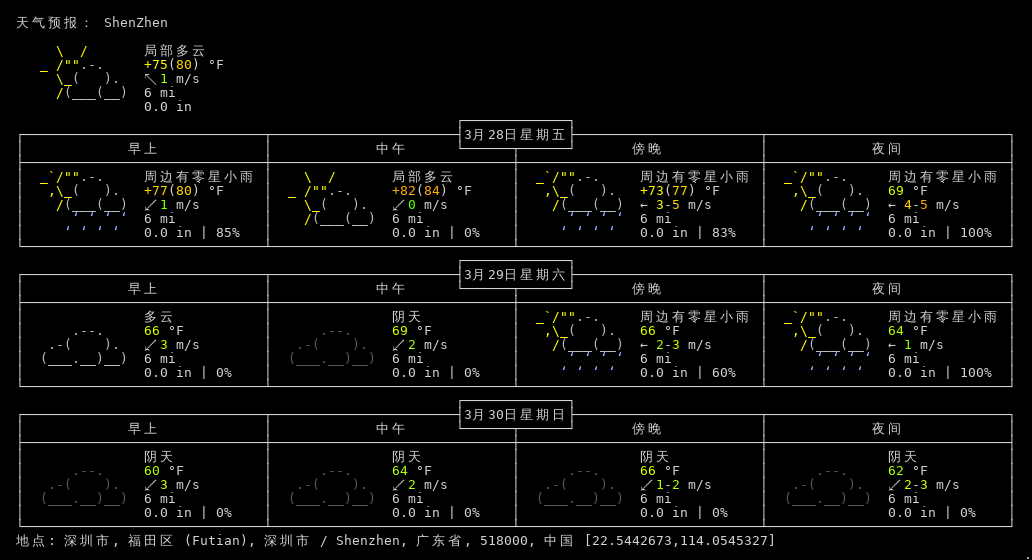 天气预报： ShenZhen
局部多云
+75(80) °F
↖ 1 m/s
6 mi
0.0 in
3月28日星期五
早上 中午 傍晚 夜间
周边有零星小雨 局部多云 周边有零星小雨 周边有零星小雨
+77(80) °F +82(84) °F +73(77) °F 69 °F
↙ 1 m/s ↙ 0 m/s ← 3-5 m/s ← 4-5 m/s
6 mi 6 mi 6 mi 6 mi
0.0 in | 85% 0.0 in | 0% 0.0 in | 83% 0.0 in | 100%
3月29日星期六
早上 中午 傍晚 夜间
多云 阴天 周边有零星小雨 周边有零星小雨
66 °F 69 °F 66 °F 64 °F
↙ 3 m/s ↙ 2 m/s ← 2-3 m/s ← 1 m/s
6 mi 6 mi 6 mi 6 mi
0.0 in | 0% 0.0 in | 0% 0.0 in | 60% 0.0 in | 100%
3月30日星期日
早上 中午 傍晚 夜间
阴天 阴天 阴天 阴天
60 °F 64 °F 66 °F 62 °F
↙ 3 m/s ↙ 2 m/s ↙ 1-2 m/s ↙ 2-3 m/s
6 mi 6 mi 6 mi 6 mi
0.0 in | 0% 0.0 in | 0% 0.0 in | 0% 0.0 in | 0%
地点: 深圳市, 福田区 (Futian), 深圳市 / Shenzhen, 广东省, 518000, 中国 [22.5442673,114.0545327]